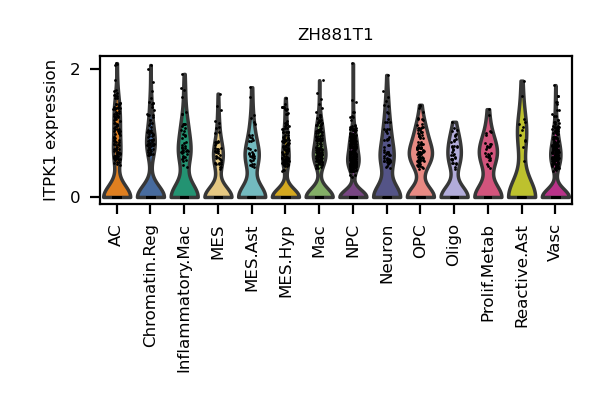 ZH881T1
ITPK1 expression
2
0
AC
Chromatin.Reg
Inflammatory.Mac
MES
MES.Ast
MES.Hyp
Mac
NPC
Neuron
OPC
Oligo
Prolif.Metab
Reactive.Ast
Vasc